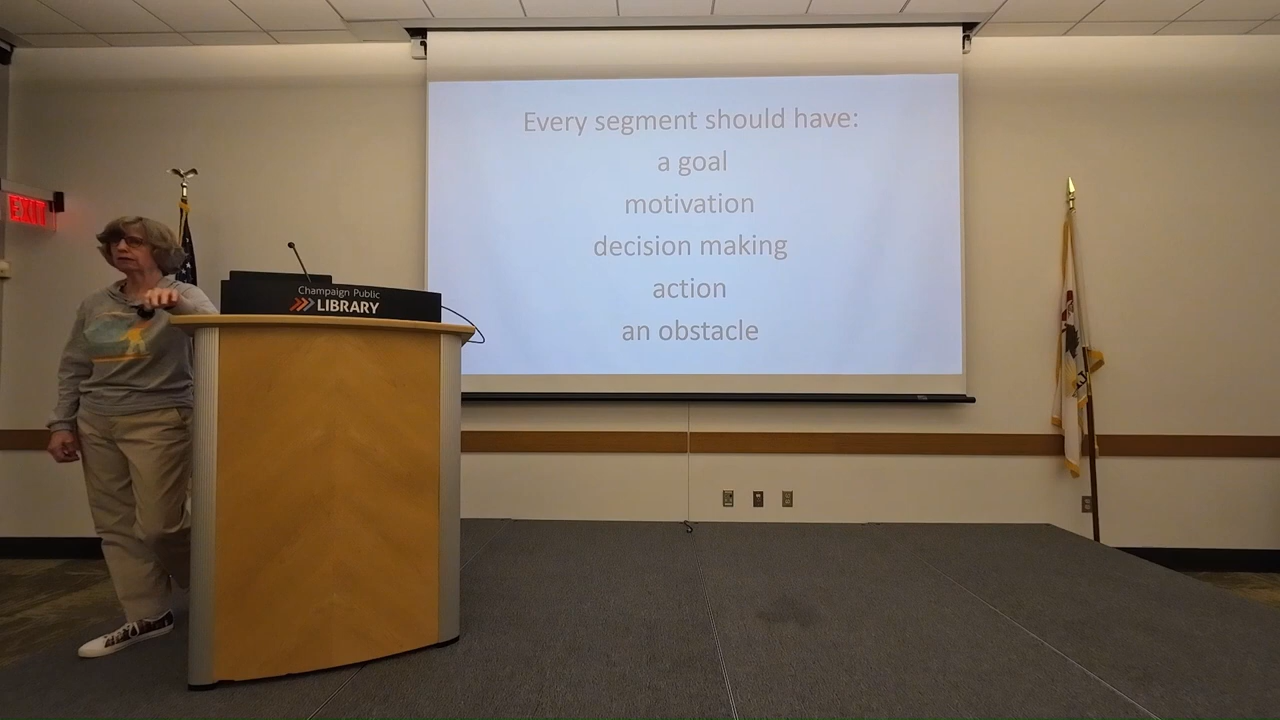 Every segment should have:
a goal
motivation
decision making
action
an obstacle
EXIT
Champaign Public
LIBRARY